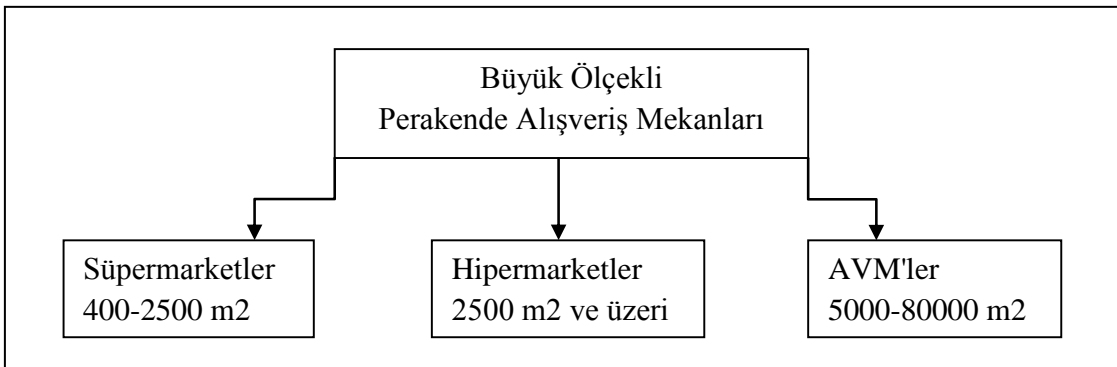 Büyük Ölçekli
Perakende Alışveriş Mekanları
Süpermarketler
400-2500 m2
Hipermarketler
2500 m2 ve üzeri
AVM'ler
5000-80000 m2